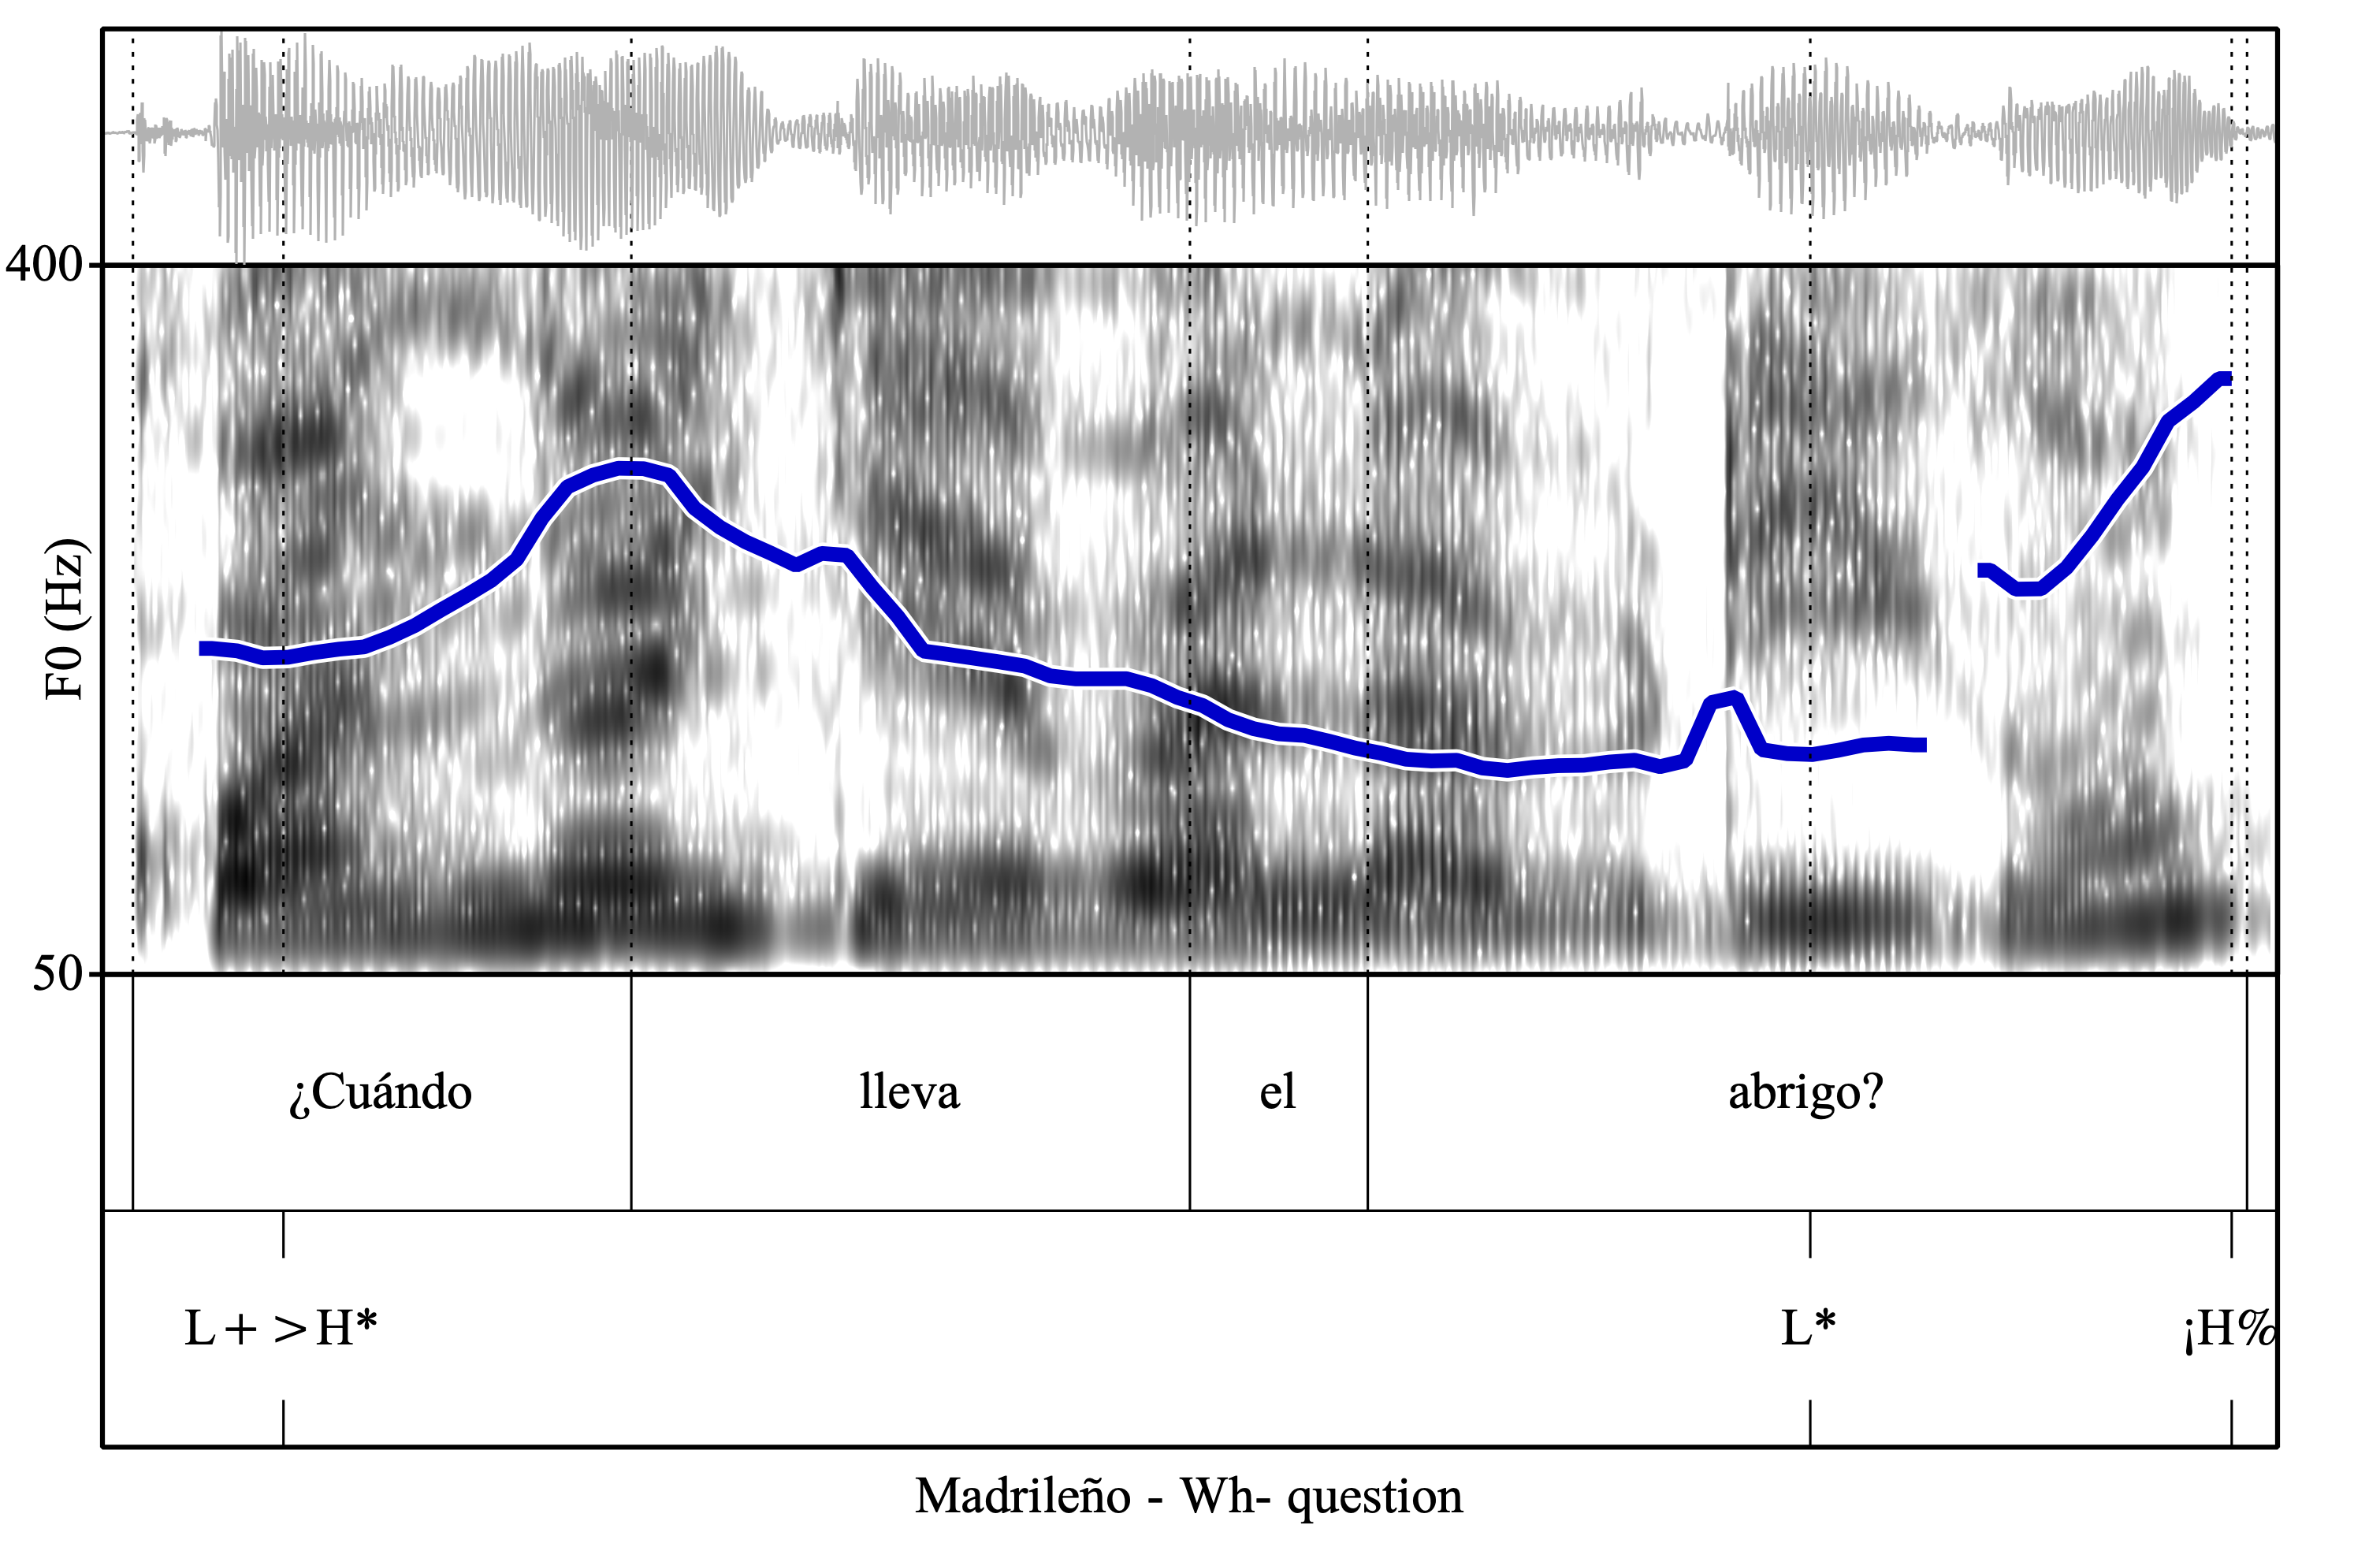 400
F0 (Hz)
50
¿Cuándo lleva el abrigo?
L+>H* L* ¡H%
Madrileño - Wh- question